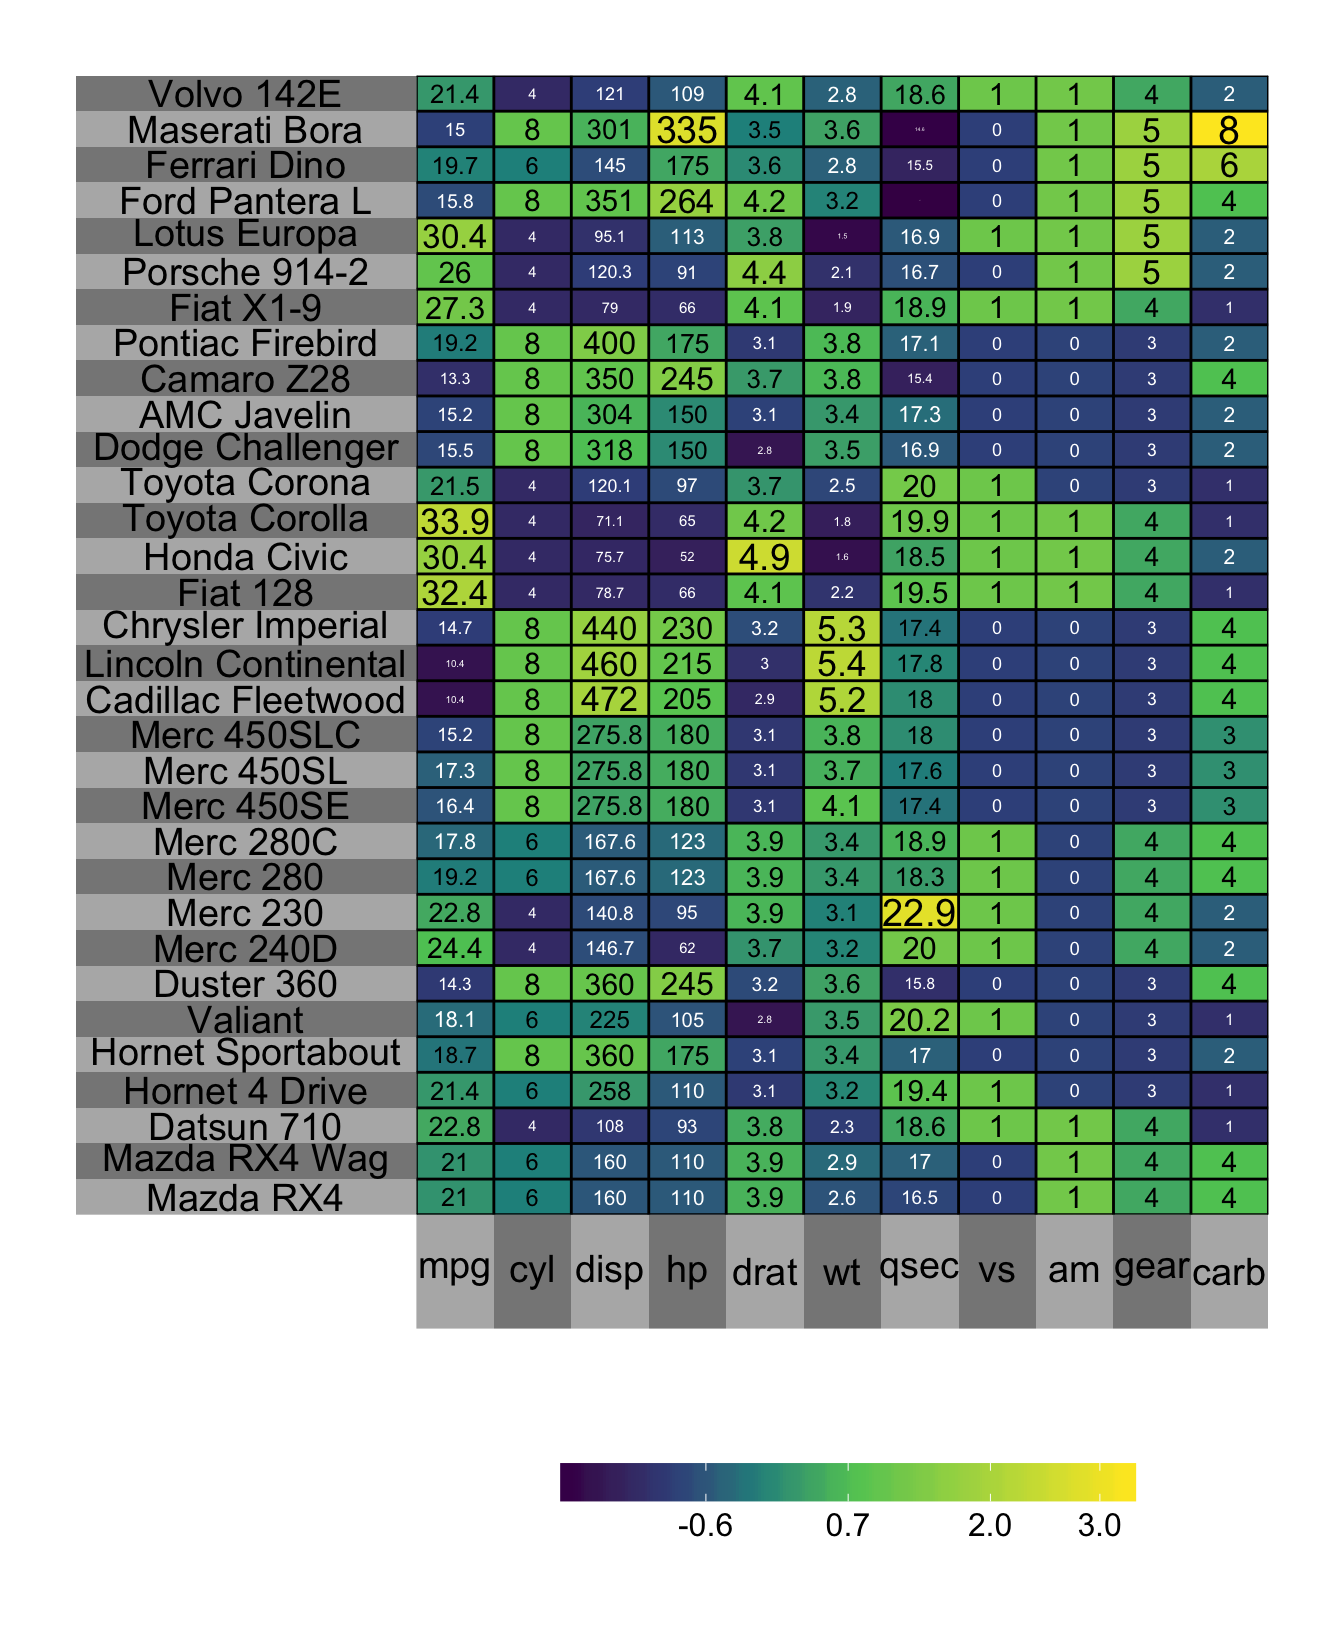 Volvo 142E 21.4 4 121 109 4.1 2.8 18.6 1 1 4 2
Maserati Bora 15 8 301 335 3.5 3.6 14.6 0 1 5 8
Ferrari Dino 19.7 6 145 175 3.6 2.8 15.5 0 1 5 6
Ford Pantera L 15.8 8 351 264 4.2 3.2 0 1 5 4
Lotus Europa 30.4 4 95.1 113 3.8 1.5 16.9 1 1 5 2
Porsche 914-2 26 4 120.3 91 4.4 2.1 16.7 0 1 5 2
Fiat X1-9 27.3 4 79 66 4.1 1.9 18.9 1 1 4 1
Pontiac Firebird 19.2 8 400 175 3.1 3.8 17.1 0 0 3 2
Camaro Z28 13.3 8 350 245 3.7 3.8 15.4 0 0 3 4
AMC Javelin 15.2 8 304 150 3.1 3.4 17.3 0 0 3 2
Dodge Challenger 15.5 8 318 150 2.8 3.5 16.9 0 0 3 2
Toyota Corona 21.5 4 120.1 97 3.7 2.5 20 1 0 3 1
Toyota Corolla 33.9 4 71.1 65 4.2 1.8 19.9 1 1 4 1
Honda Civic 30.4 4 75.7 52 4.9 1.6 18.5 1 1 4 2
Fiat 128 32.4 4 78.7 66 4.1 2.2 19.5 1 1 4 1
Chrysler Imperial 14.7 8 440 230 3.2 5.3 17.4 0 0 3 4
Lincoln Continental 10.4 8 460 215 3 5.4 17.8 0 0 3 4
Cadillac Fleetwood 10.4 8 472 205 2.9 5.2 18 0 0 3 4
Merc 450SLC 15.2 8 275.8 180 3.1 3.8 18 0 0 3 3
Merc 450SL 17.3 8 275.8 180 3.1 3.7 17.6 0 0 3 3
Merc 450SE 16.4 8 275.8 180 3.1 4.1 17.4 0 0 3 3
Merc 280C 17.8 6 167.6 123 3.9 3.4 18.9 1 0 4 4
Merc 280 19.2 6 167.6 123 3.9 3.4 18.3 1 0 4 4
Merc 230 22.8 4 140.8 95 3.9 3.1 22.9 1 0 4 2
Merc 240D 24.4 4 146.7 62 3.7 3.2 20 1 0 4 2
Duster 360 14.3 8 360 245 3.2 3.6 15.8 0 0 3 4
Valiant 18.1 6 225 105 2.8 3.5 20.2 1 0 3 1
Hornet Sportabout 18.7 8 360 175 3.1 3.4 17 0 0 3 2
Hornet 4 Drive 21.4 6 258 110 3.1 3.2 19.4 1 0 3 1
Datsun 710 22.8 4 108 93 3.8 2.3 18.6 1 1 4 1
Mazda RX4 Wag 21 6 160 110 3.9 2.9 17 0 1 4 4
Mazda RX4 21 6 160 110 3.9 2.6 16.5 0 1 4 4
mpg cyl disp hp drat wt qsec vs am gear carb
-0.6 0.7 2.0 3.0